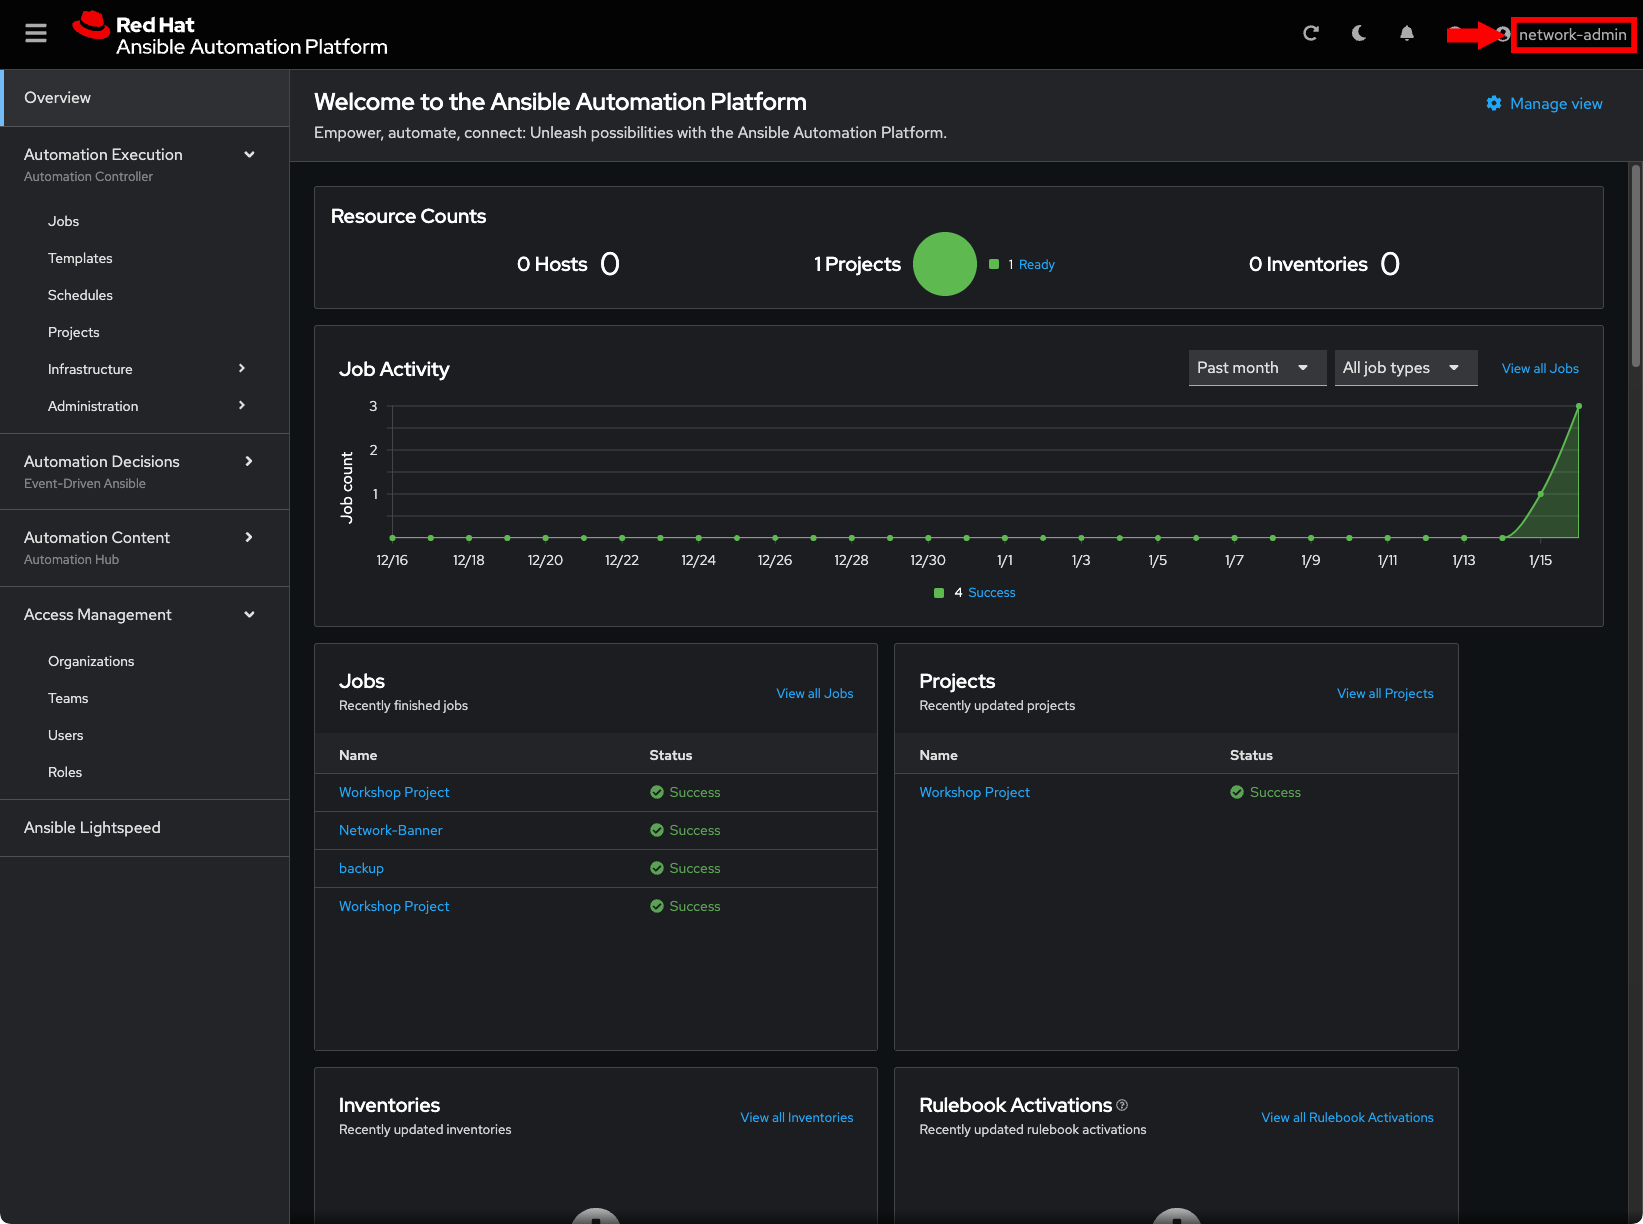 Red Hat
Ansible Automation Platform
network-admin
Overview
Automation Execution
Automation Controller
Jobs
Templates
Schedules
Projects
Infrastructure
Administration
Automation Decisions
Event-Driven Ansible
Automation Content
Automation Hub
Access Management
Organizations
Teams
Users
Roles
Ansible Lightspeed
Welcome to the Ansible Automation Platform
Empower, automate, connect: Unleash possibilities with the Ansible Automation Platform.
Manage view
Resource Counts
0 Hosts 0
1 Projects 1 Ready
0 Inventories 0
Job Activity
Past month
All job types
View all Jobs
3
2
1
Job count
12/16 12/18 12/20 12/22 12/24 12/26 12/28 12/30 1/1 1/3 1/5 1/7 1/9 1/11 1/13 1/15
4 Success
Jobs
Recently finished jobs
View all Jobs
Name Status
Workshop Project Success
Network-Banner Success
backup Success
Workshop Project Success
Projects
Recently updated projects
View all Projects
Name Status
Workshop Project Success
Inventories
Recently updated inventories
View all Inventories
Rulebook Activations
Recently updated rulebook activations
View all Rulebook Activations